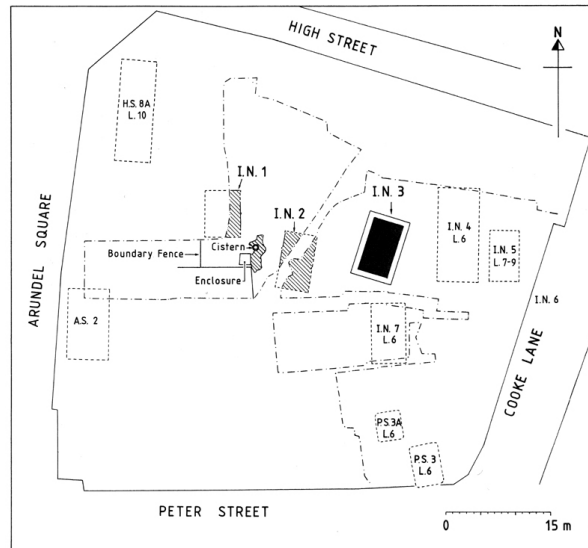 HIGH STREET
N
H.S. 8A
L. 10
I.N. 1
I.N. 2
I.N. 3
I.N. 4
L.6
I.N. 5
L.7-9
Cistern
Boundary Fence
Enclosure
ARUNDEL SQUARE
A.S. 2
I.N. 6
I.N. 7
L.6
COOKE LANE
P.S.3A
L.6
P.S. 3
L.6
PETER STREET
0 15 m